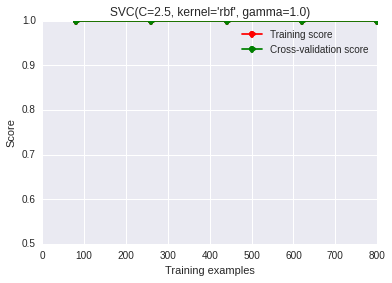 SVC(C=2.5, kernel='rbf', gamma=1.0)
1.0
0.9
0.8
0.7
0.6
0.5
Score
Training score
Cross-validation score
0 100 200 300 400 500 600 700 800
Training examples